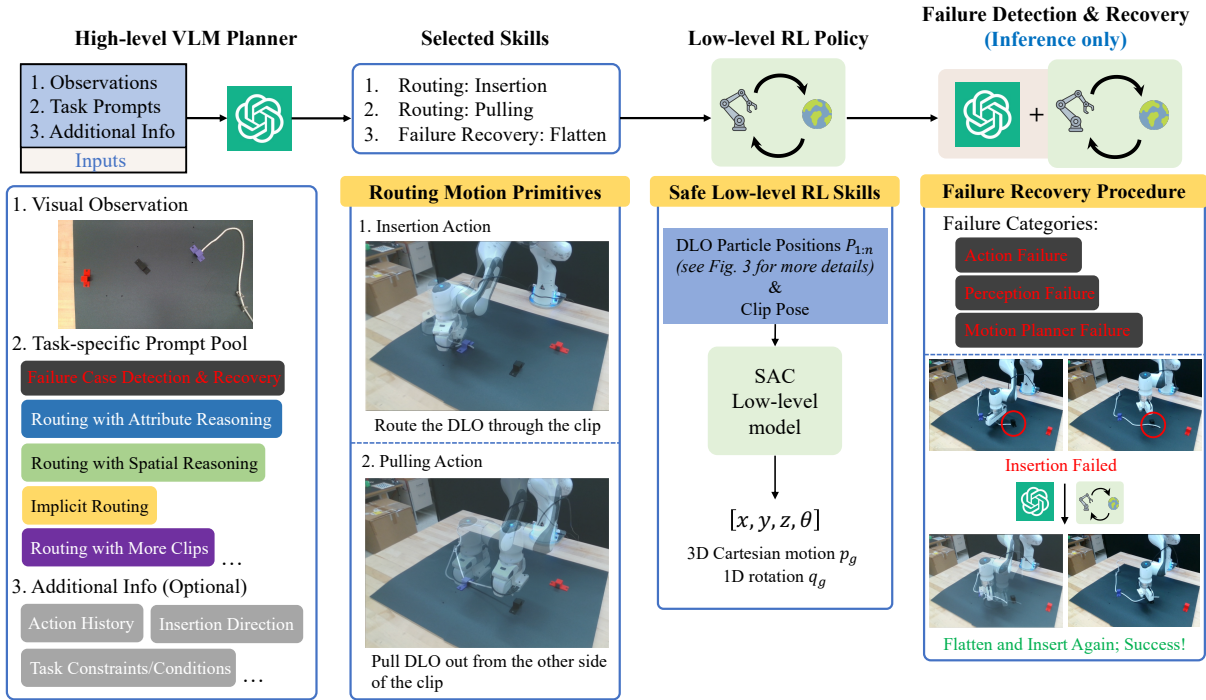 High-level VLM Planner
1. Observations
2. Task Prompts
3. Additional Info
Inputs
Selected Skills
1. Routing: Insertion
2. Routing: Pulling
3. Failure Recovery: Flatten
Low-level RL Policy
Failure Detection & Recovery
(Inference only)
+
1. Visual Observation
2. Task-specific Prompt Pool
Failure Case Detection & Recovery
Routing with Attribute Reasoning
Routing with Spatial Reasoning
Implicit Routing
Routing with More Clips
...
3. Additional Info (Optional)
Action History
Insertion Direction
Task Constraints/Conditions
...
Routing Motion Primitives
1. Insertion Action
Route the DLO through the clip
2. Pulling Action
Pull DLO out from the other side
of the clip
Safe Low-level RL Skills
DLO Particle Positions P₁:ₙ
(see Fig. 3 for more details)
&
Clip Pose
SAC
Low-level
model
[x, y, z, θ]
3D Cartesian motion p_g
1D rotation q_g
Failure Recovery Procedure
Failure Categories:
Action Failure
Perception Failure
Motion Planner Failure
Insertion Failed
Flatten and Insert Again; Success!